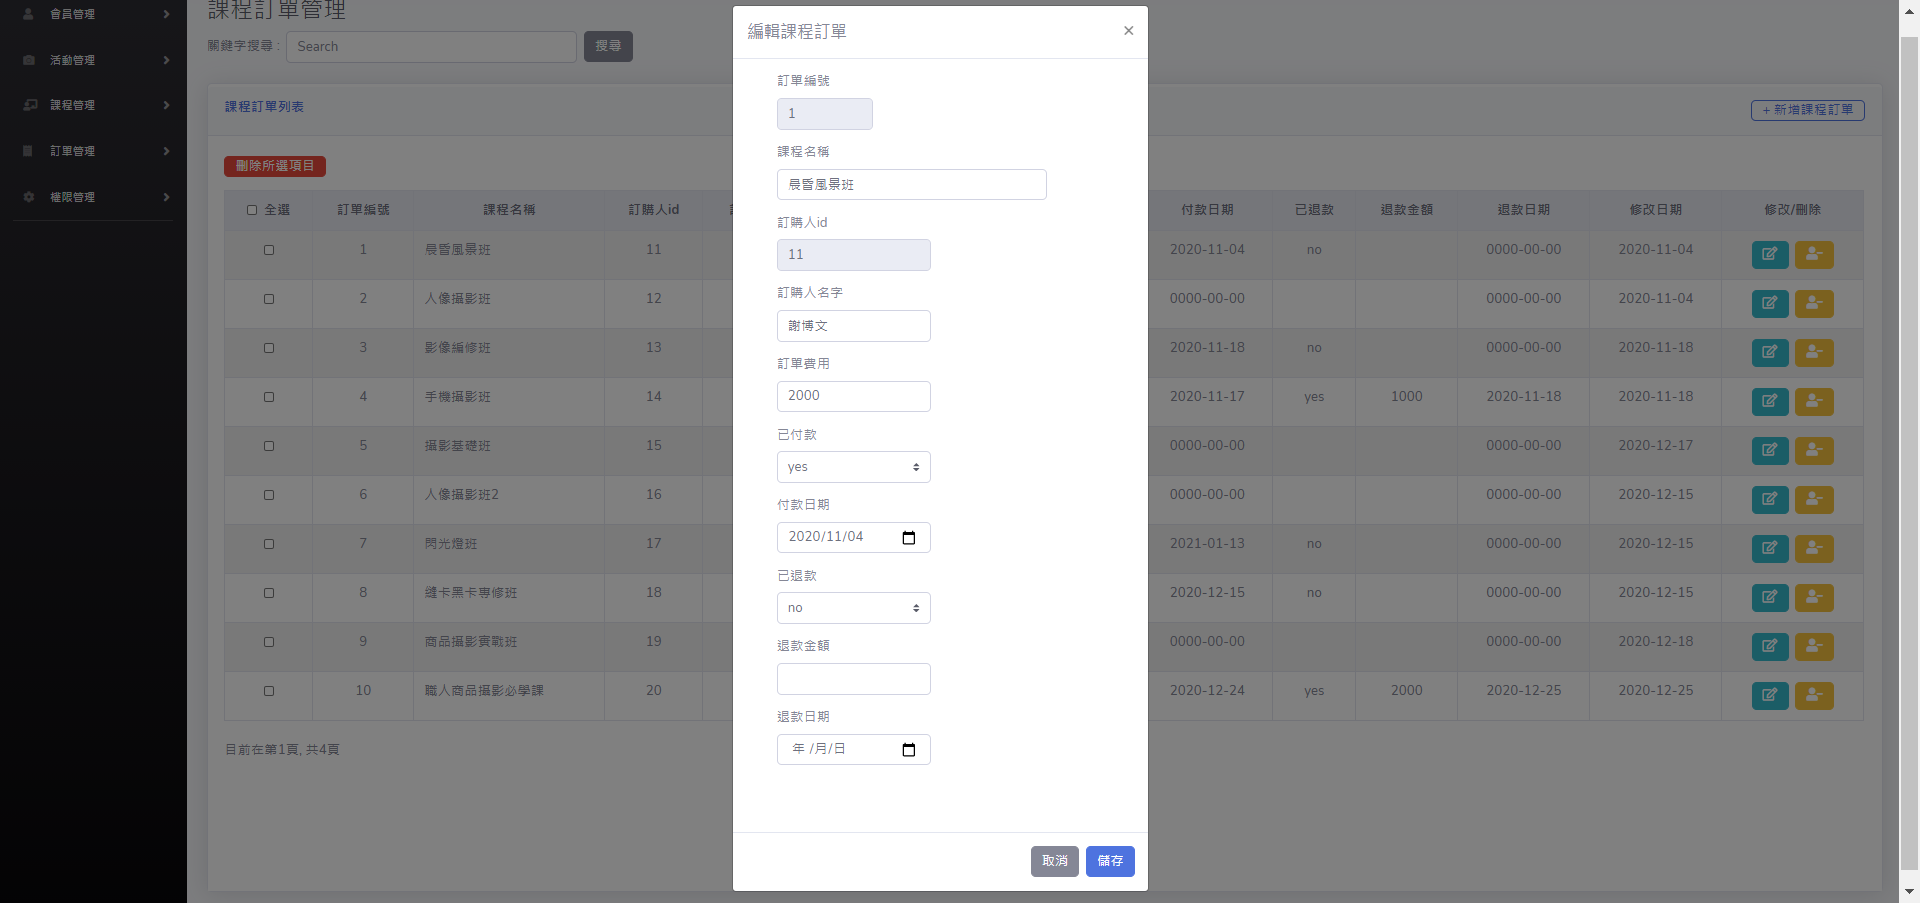 會員管理
活動管理
課程管理
訂單管理
權限管理
課程訂單管理
關鍵字搜尋 : Search 搜尋
課程訂單列表
+ 新增課程訂單
刪除所選項目
全選 訂單編號 課程名稱 訂購人id 付款日期 已退款 退款金額 退款日期 修改日期 修改/刪除
1 晨昏風景班 11 2020-11-04 no 0000-00-00 2020-11-04
2 人像攝影班 12 0000-00-00 0000-00-00 2020-11-04
3 影像編修班 13 2020-11-18 no 0000-00-00 2020-11-18
4 手機攝影班 14 2020-11-17 yes 1000 2020-11-18 2020-11-18
5 攝影基礎班 15 0000-00-00 0000-00-00 2020-12-17
6 人像攝影班2 16 0000-00-00 0000-00-00 2020-12-15
7 閃光燈班 17 2021-01-13 no 0000-00-00 2020-12-15
8 縫卡黑卡專修班 18 2020-12-15 no 0000-00-00 2020-12-15
9 商品攝影實戰班 19 0000-00-00 0000-00-00 2020-12-18
10 職人商品攝影必學課 20 2020-12-24 yes 2000 2020-12-25 2020-12-25
目前在第1頁, 共4頁
編輯課程訂單
×
訂單編號
1
課程名稱
晨昏風景班
訂購人id
11
訂購人名字
謝博文
訂單費用
2000
已付款
yes
付款日期
2020/11/04
已退款
no
退款金額
退款日期
年 /月/日
取消 儲存